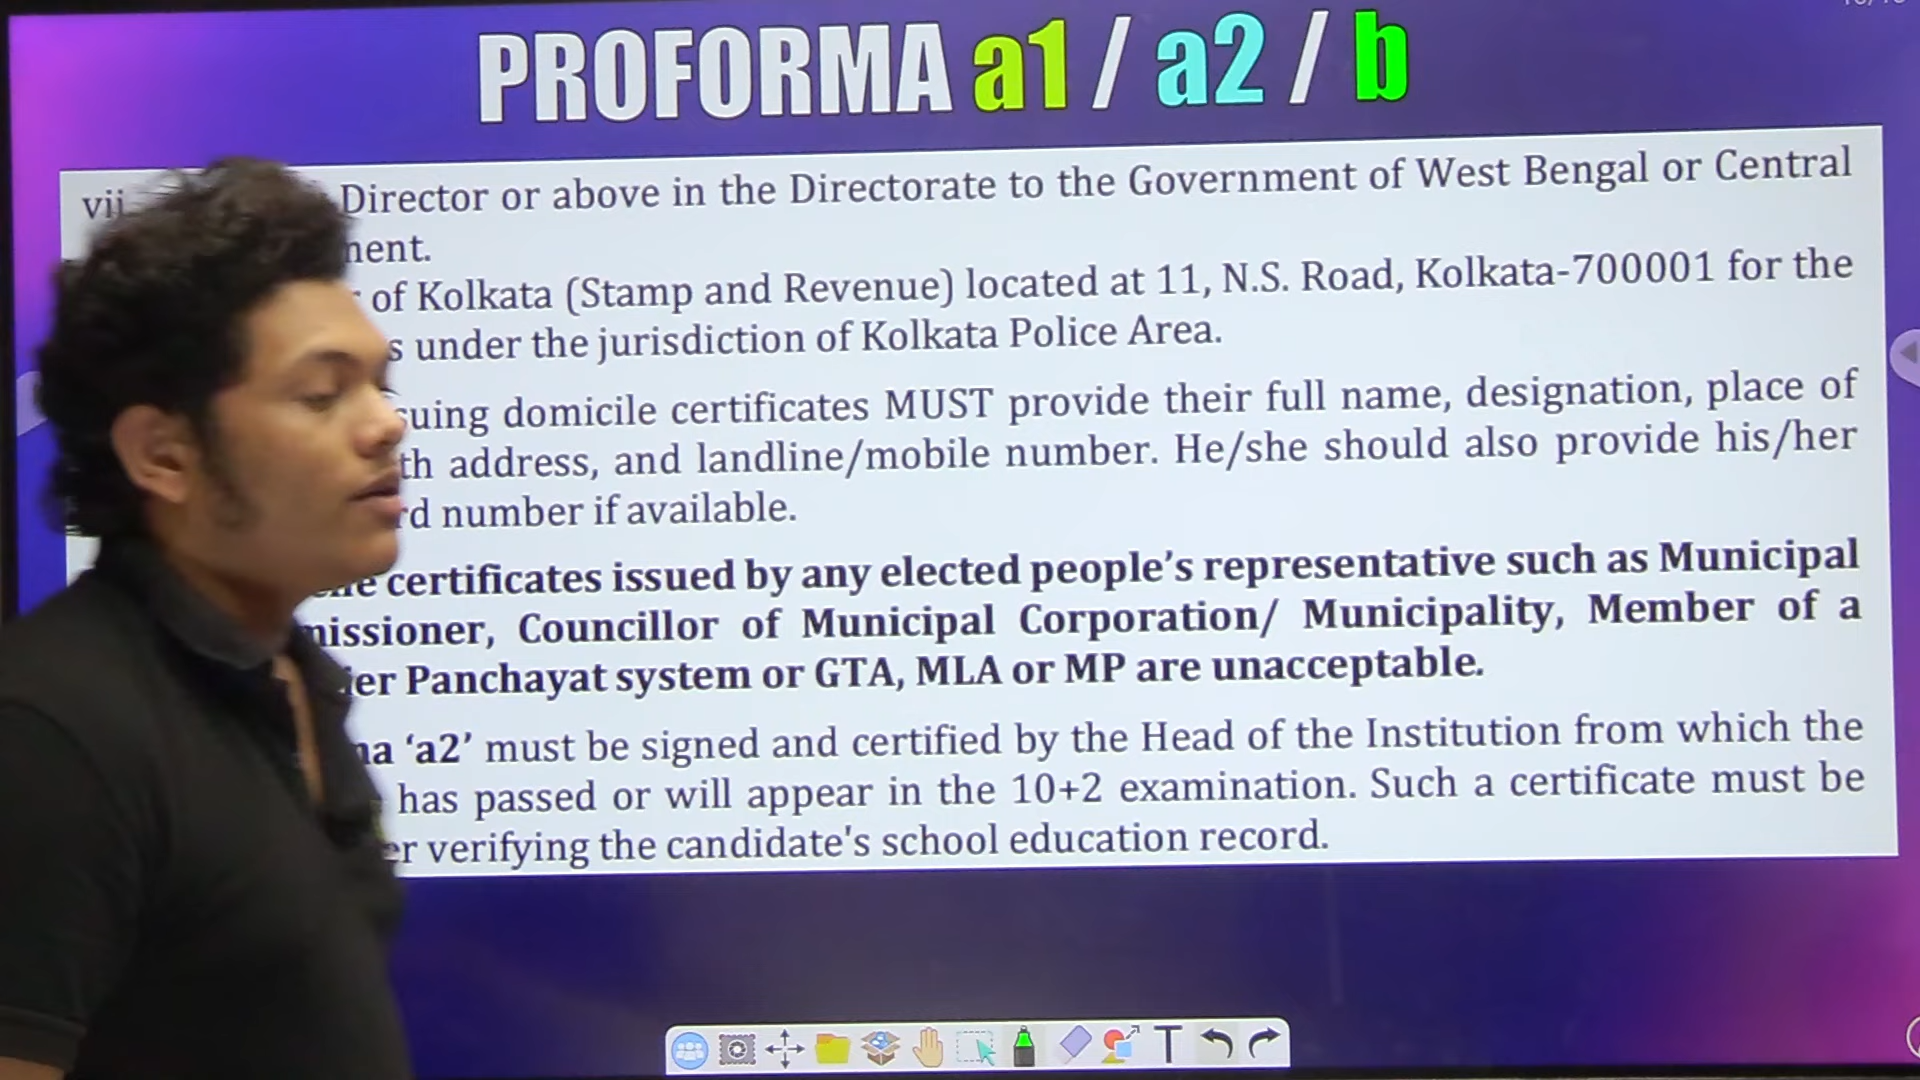 PROFORMA a1 / a2 / b
vii Director or above in the Directorate to the Government of West Bengal or Central
of Kolkata (Stamp and Revenue) located at 11, N.S. Road, Kolkata-700001 for the
under the jurisdiction of Kolkata Police Area.
domicile certificates MUST provide their full name, designation, place of
address, and landline/mobile number. He/she should also provide his/her
number if available.
certificates issued by any elected people's representative such as Municipal
Councillor of Municipal Corporation/ Municipality, Member of a
Panchayat system or GTA, MLA or MP are unacceptable.
'a2' must be signed and certified by the Head of the Institution from which the
has passed or will appear in the 10+2 examination. Such a certificate must be
verifying the candidate's school education record.
T